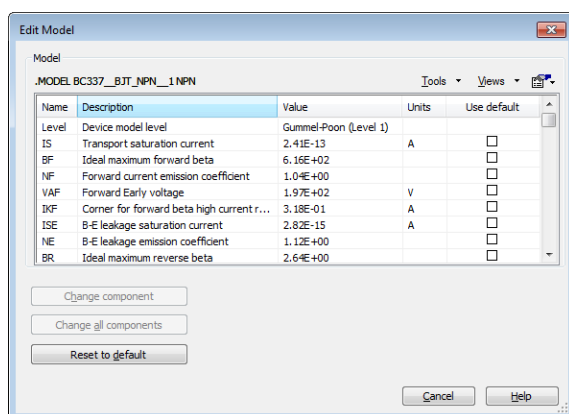 Edit Model
Model
.MODEL BC337__BJT_NPN__1 NPN Tools Views
Name Description Value Units Use default
Level Device model level Gummel-Poon (Level 1)
IS Transport saturation current 2.41E-13 A
BF Ideal maximum forward beta 6.16E+02
NF Forward current emission coefficient 1.04E+00
VAF Forward Early voltage 1.97E+02 V
IKF Corner for forward beta high current r... 3.18E-01 A
ISE B-E leakage saturation current 2.82E-15 A
NE B-E leakage emission coefficient 1.12E+00
BR Ideal maximum reverse beta 2.64E+00
Change component
Change all components
Reset to default
Cancel Help